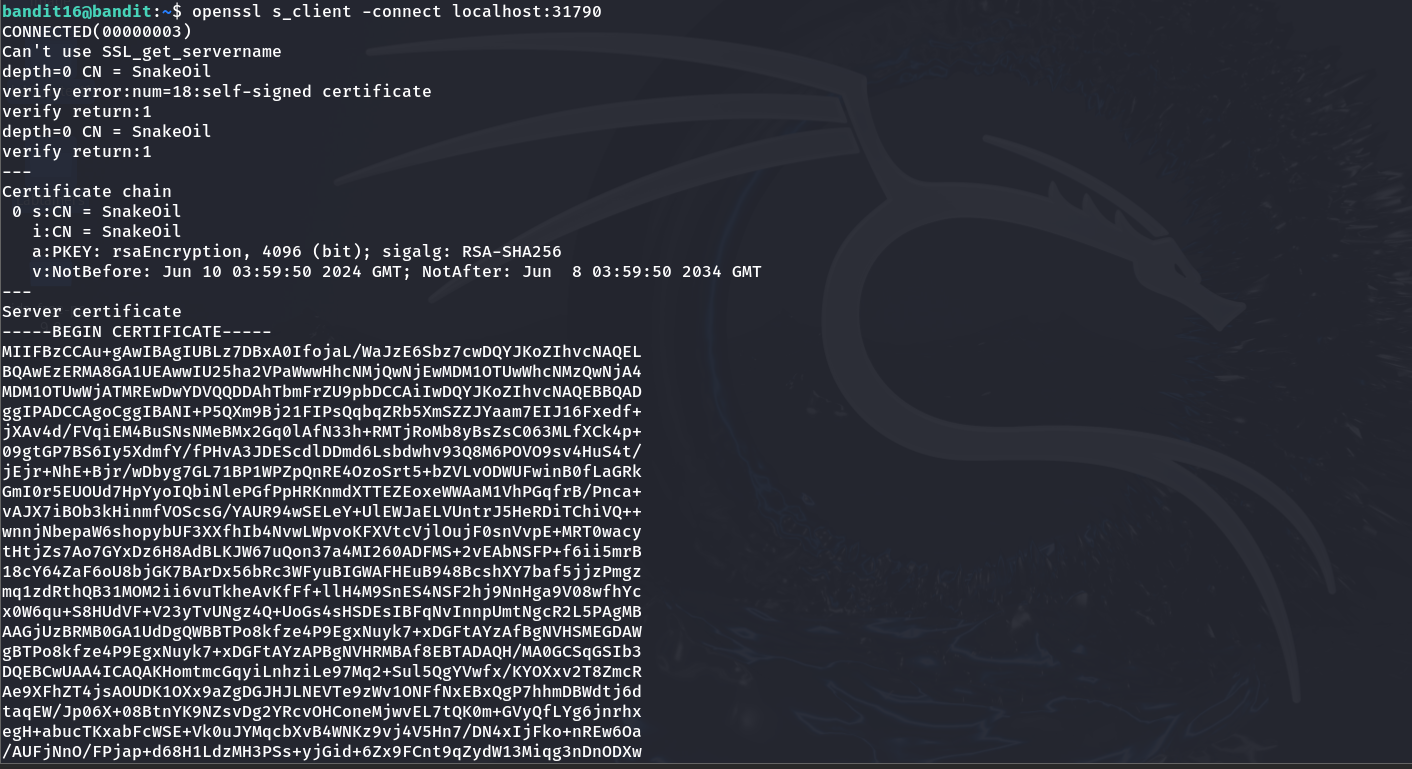 bandit16@bandit:~$ openssl s_client -connect localhost:31790
CONNECTED(00000003)
Can't use SSL_get_servername
depth=0 CN = SnakeOil
verify error:num=18:self-signed certificate
verify return:1
depth=0 CN = SnakeOil
verify return:1
---
Certificate chain
 0 s:CN = SnakeOil
   i:CN = SnakeOil
   a:PKEY: rsaEncryption, 4096 (bit); sigalg: RSA-SHA256
   v:NotBefore: Jun 10 03:59:50 2024 GMT; NotAfter: Jun  8 03:59:50 2034 GMT
---
Server certificate
-----BEGIN CERTIFICATE-----
MIIFBzCCAu+gAwIBAgIUBLz7DBxA0IfojaL/WaJzE6Sbz7cwDQYJKoZIhvcNAQEL
BQAwEzERMA8GA1UEAwwIU25ha2VPaWwwHhcNMjQwNjEwMDM1OTUwWhcNMzQwNjA4
MDM1OTUwWjATMREwDwYDVQQDDAhTbmFrZU9pbDCCAiIwDQYJKoZIhvcNAQEBBQAD
ggIPADCCAgoCggIBANI+P5QXm9Bj21FIPsQqbqZRb5XmSZZJYaam7EIJ16Fxedf+
jXAv4d/FVqiEM4BuSNsNMeBMx2Gq0lAfN33h+RMTjRoMb8yBsZsC063MLfXCk4p+
09gtGP7BS6Iy5XdmfY/fPHvA3JDEScdlDDmd6Lsbdwhv93Q8M6POVO9sv4HuS4t/
jEjr+NhE+Bjr/wDbyg7GL71BP1WPZpQnRE4OzoSrt5+bZVLvODWUFwinB0fLaGRk
GmI0r5EUOUd7HpYyoIQbiNlePGfPpHRKnmdXTTEZEoxeWWAaM1VhPGqfrB/Pnca+
vAJX7iBOb3kHinmfVOScsG/YAUR94wSELeY+UlEWJaELVUntrJ5HeRDiTChiVQ++
wnnjNbepaW6shopybUF3XXfhIb4NvwLWpvoKFXVtcVjlOujF0snVvpE+MRT0wacy
tHtjZs7Ao7GYxDz6H8AdBLKJW67uQon37a4MI260ADFMS+2vEAbNSFP+f6ii5mrB
18cY64ZaF6oU8bjGK7BArDx56bRc3WFyuBIGWAFHEuB948BcshXY7baf5jjzPmgz
mq1zdRthQB31MOM2ii6vuTkheAvKfFf+llH4M9SnES4NSF2hj9NnHga9V08wfhYc
x0W6qu+S8HUdVF+V23yTvUNgz4Q+UoGs4sHSDEsIBFqNvInnpUmtNgcR2L5PAgMB
AAGjUzBRMB0GA1UdDgQWBBTPo8kfze4P9EgxNuyk7+xDGFtAYzAfBgNVHSMEGDAW
gBTPo8kfze4P9EgxNuyk7+xDGFtAYzAPBgNVHRMBAf8EBTADAQH/MA0GCSqGSIb3
DQEBCwUAA4ICAQAKHomtmcGqyiLnhziLe97Mq2+Sul5QgYVwfx/KYOXxv2T8ZmcR
Ae9XFhZT4jsAOUDK1OXx9aZgDGJHJLNEVTe9zWv1ONFfNxEBxQgP7hhmDBWdtj6d
taqEW/Jp06X+08BtnYK9NZsvDg2YRcvOHConeMjwvEL7tQK0m+GVyQfLYg6jnrhx
egH+abucTKxabFcWSE+Vk0uJYMqcbXvB4WNKz9vj4V5Hn7/DN4xIjFko+nREw6Oa
/AUFjNnO/FPjap+d68H1LdzMH3PSs+yjGid+6Zx9FCnt9qZydW13Miqg3nDnODXw